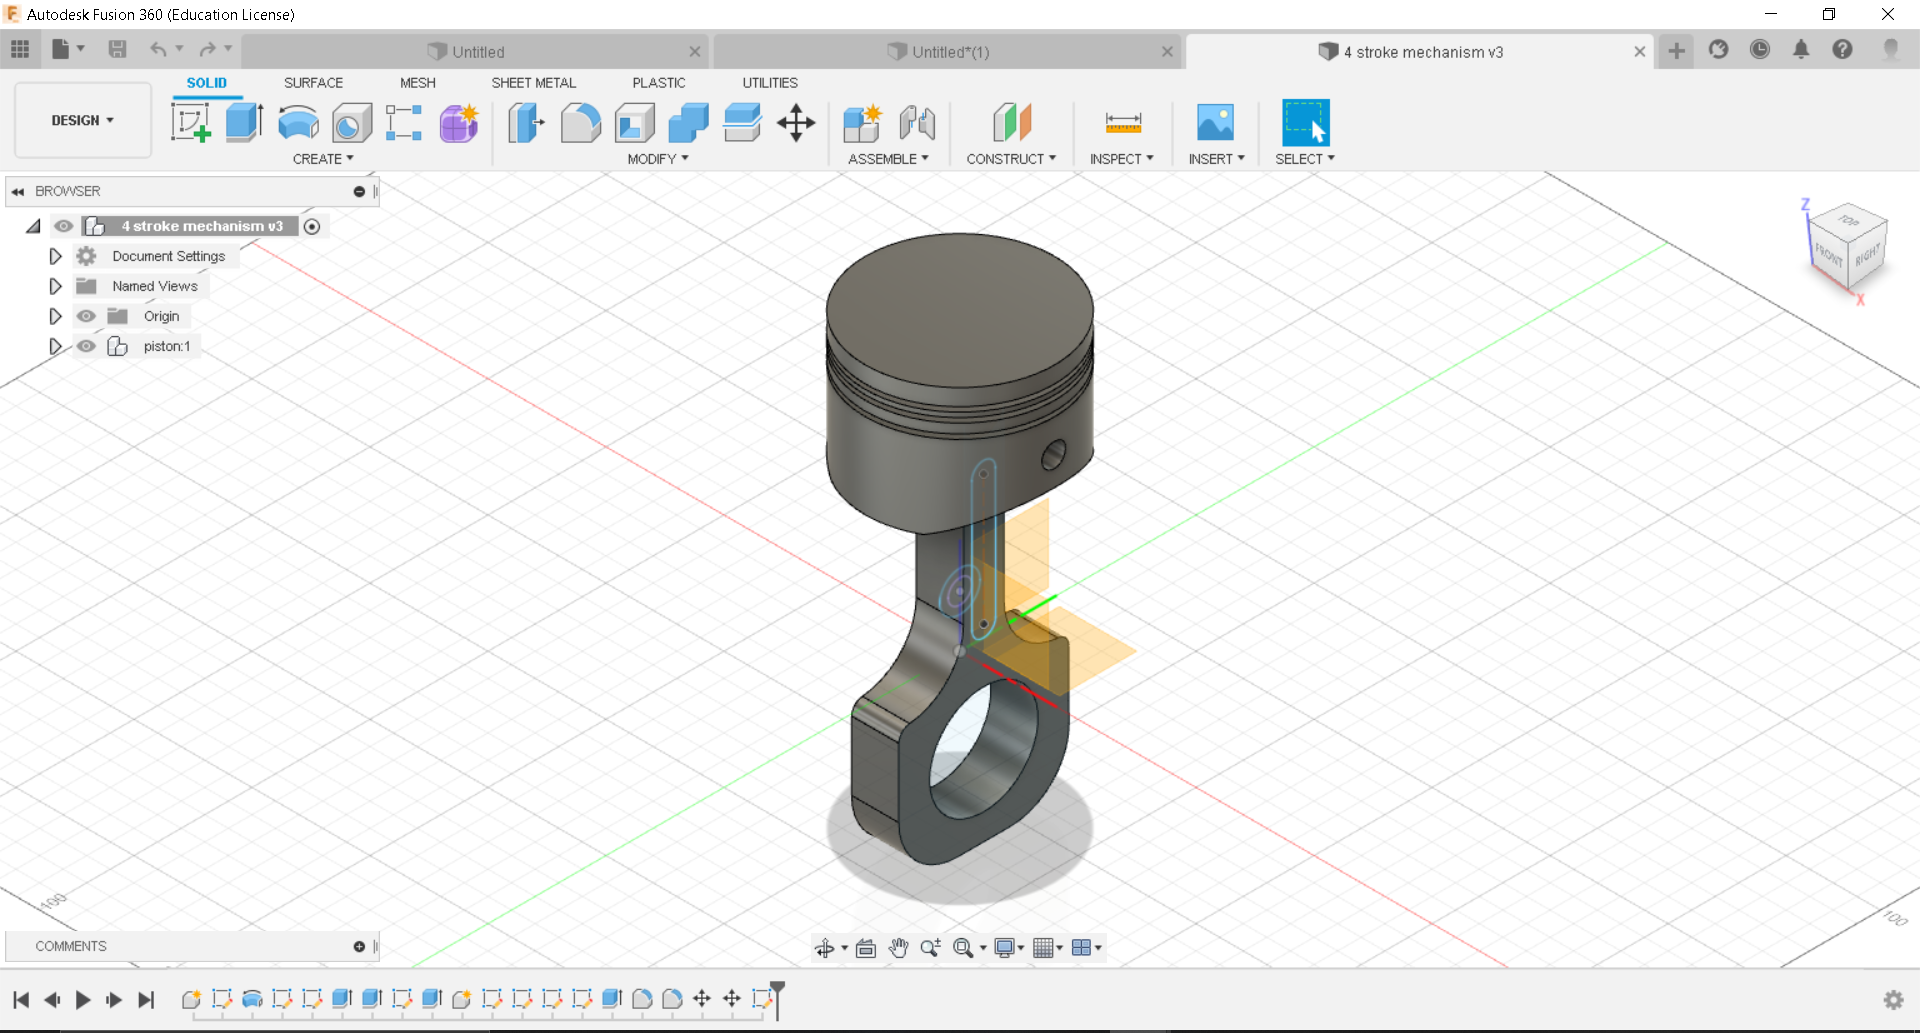 Autodesk Fusion 360 (Education License)
Untitled
Untitled*(1)
4 stroke mechanism v3
SOLID SURFACE MESH SHEET METAL PLASTIC UTILITIES
DESIGN
CREATE MODIFY ASSEMBLE CONSTRUCT INSPECT INSERT SELECT
BROWSER
4 stroke mechanism v3
Document Settings
Named Views
Origin
piston:1
Z
TOP
FRONT
RIGHT
X
100
100
COMMENTS